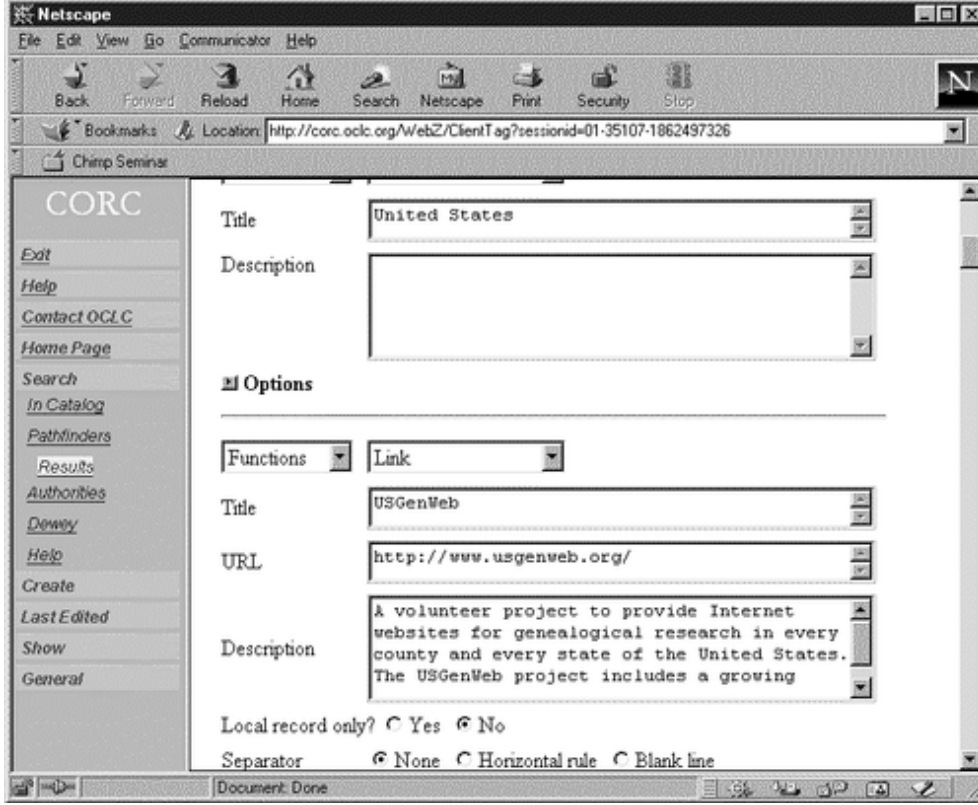 Netscape
File Edit View Go Communicator Help
Back Forward Reload Home Search Netscape Print Security Stop
My
N
Bookmarks Location: http://corc.oclc.org/WebZ/ClientTag?sessionid=01-35107-1862497326
Chimp Seminar
CORC
Exit
Help
Contact OCLC
Home Page
Search
In Catalog
Pathfinders
Results
Authorities
Dewey
Help
Create
Last Edited
Show
General
Title United States
Description
Options
Functions Link
Title USGenWeb
URL http://www.usgenweb.org/
Description
A volunteer project to provide Internet
websites for genealogical research in every
county and every state of the United States.
The USGenWeb project includes a growing
Local record only? Yes No
Separator None Horizontal rule Blank line
Document: Done